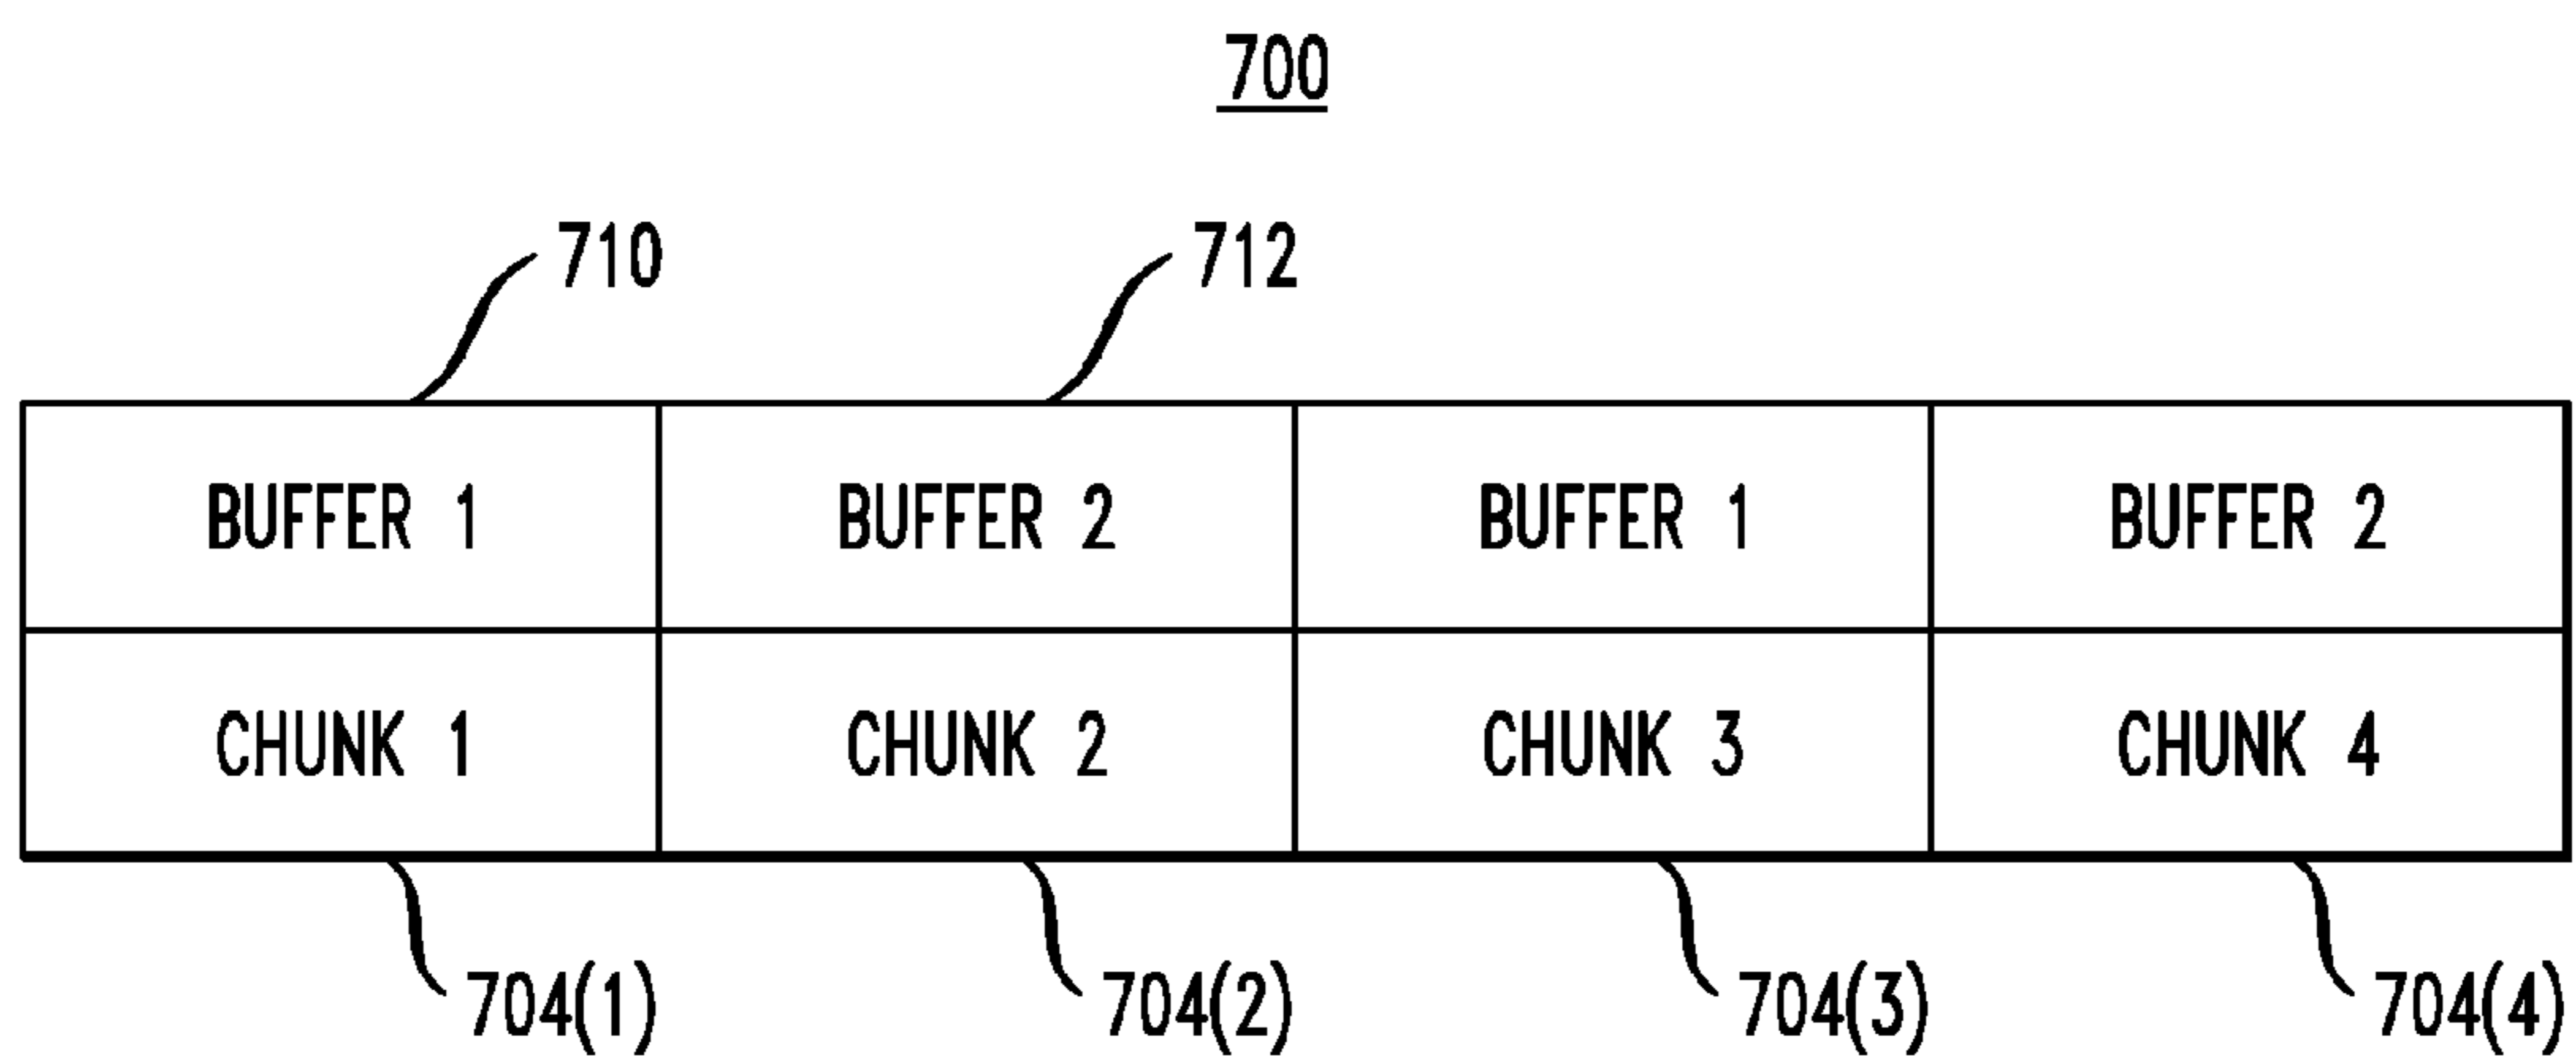 700
710 712
BUFFER 1 BUFFER 2 BUFFER 1 BUFFER 2
CHUNK 1 CHUNK 2 CHUNK 3 CHUNK 4
704(1) 704(2) 704(3) 704(4)